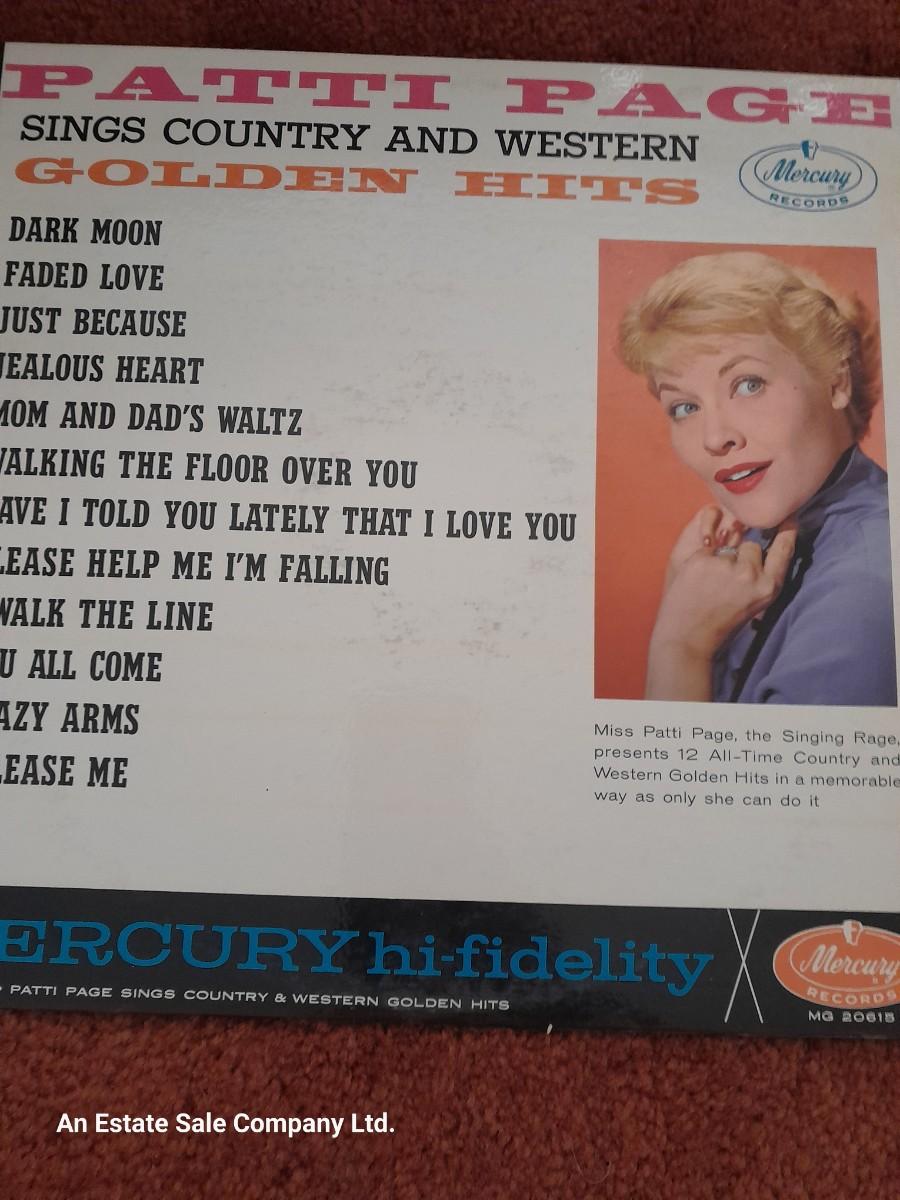 PATTI PAGE
SINGS COUNTRY AND WESTERN
GOLDEN HITS
Mercury
RECORDS
DARK MOON
FADED LOVE
JUST BECAUSE
JEALOUS HEART
MOM AND DAD'S WALTZ
WALKING THE FLOOR OVER YOU
AVE I TOLD YOU LATELY THAT I LOVE YOU
LEASE HELP ME I'M FALLING
WALK THE LINE
U ALL COME
AZY ARMS
LEASE ME
Miss Patti Page, the Singing Rage,
presents 12 All-Time Country and
Western Golden Hits in a memorable
way as only she can do it
ERCURY hi-fidelity
Mercury
RECORDS
MG 20615
PATTI PAGE SINGS COUNTRY & WESTERN GOLDEN HITS
An Estate Sale Company Ltd.